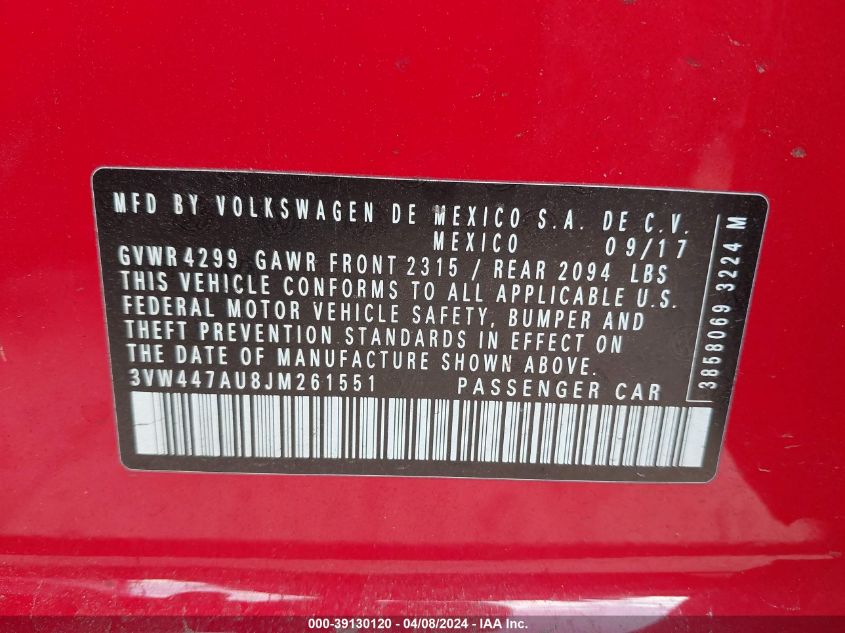 MFD BY VOLKSWAGEN DE MEXICO S.A. DE C.V.
MEXICO 09/17
GVWR 4299 GAWR FRONT 2315 / REAR 2094 LBS
THIS VEHICLE CONFORMS TO ALL APPLICABLE U.S.
FEDERAL MOTOR VEHICLE SAFETY, BUMPER AND
THEFT PREVENTION STANDARDS IN EFFECT ON
THE DATE OF MANUFACTURE SHOWN ABOVE.
3VW447AU8JM261551 PASSENGER CAR
3858069 3224 M
000-39130120 - 04/08/2024 - IAA Inc.